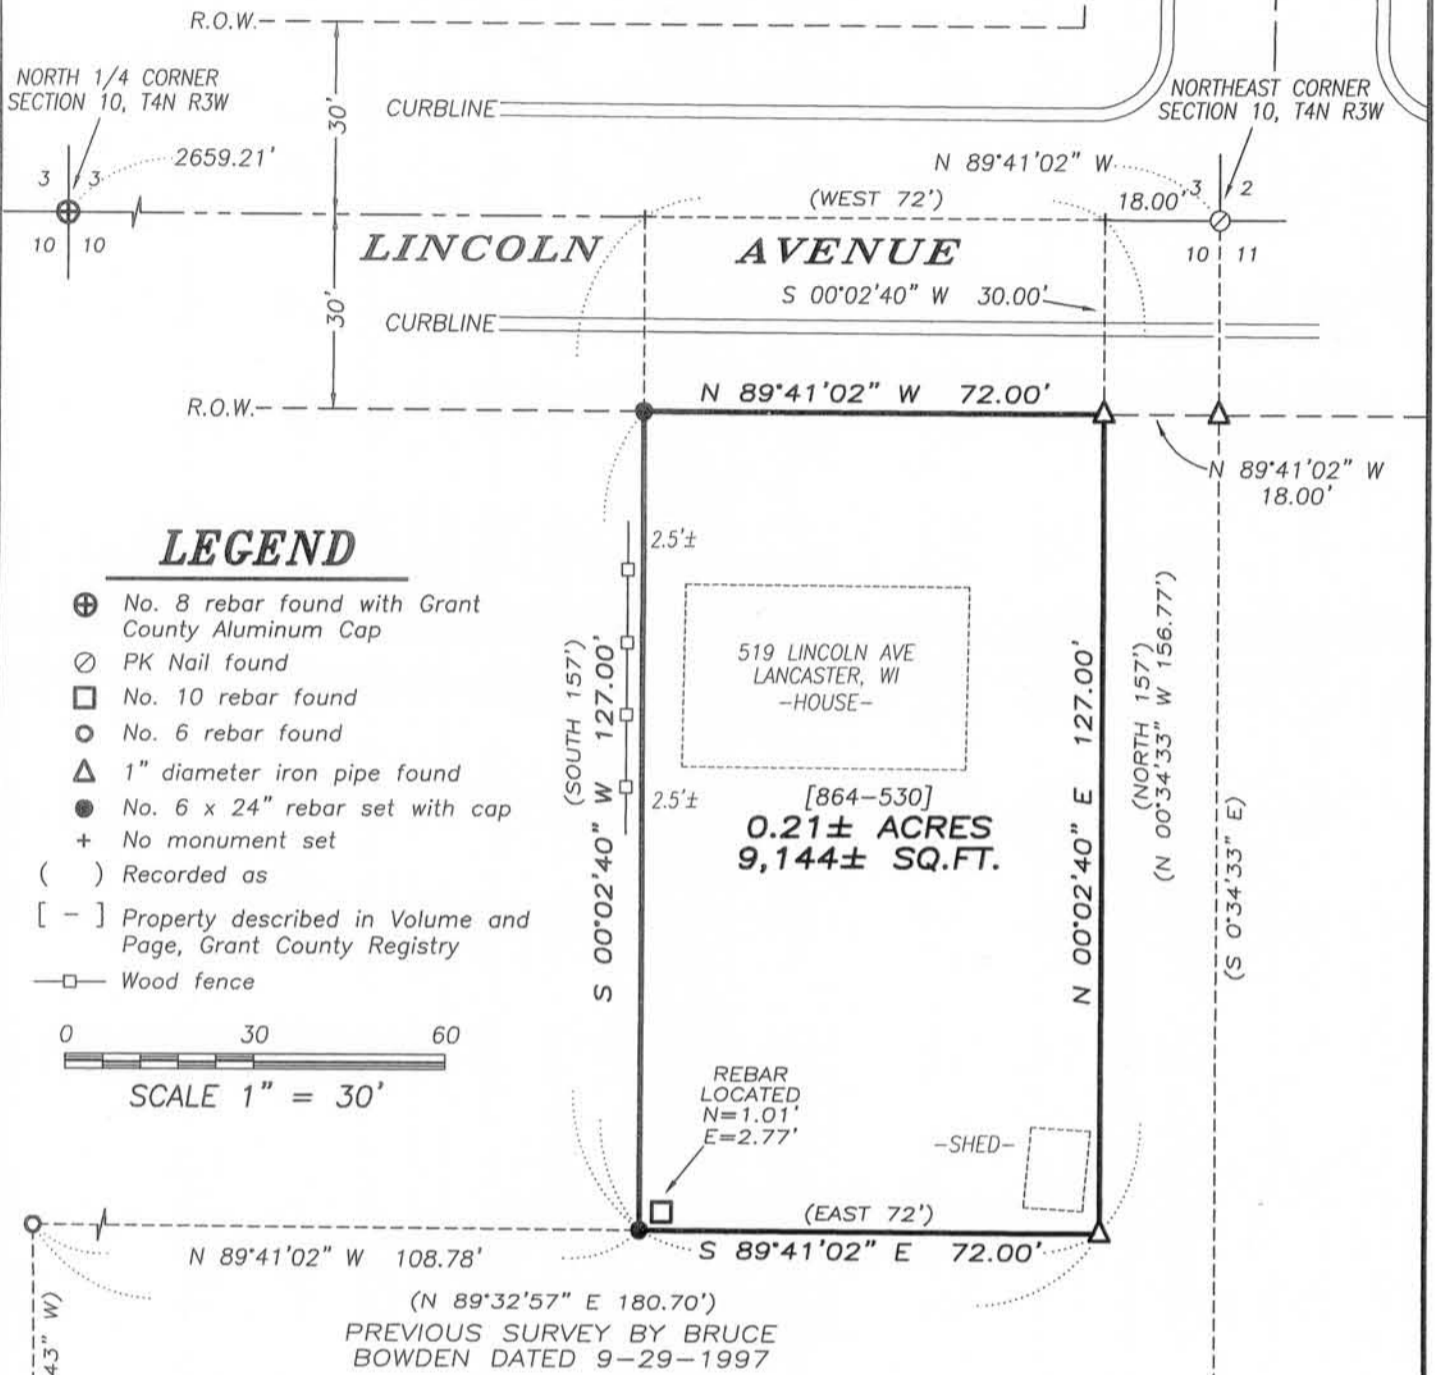 R.O.W.
NORTH 1/4 CORNER
SECTION 10, T4N R3W
30'
CURBLINE
NORTHEAST CORNER
SECTION 10, T4N R3W
2659.21'
N 89°41'02" W
3 3
(WEST 72')
18.00'
3 2
10 10
LINCOLN AVENUE
10 11
S 00°02'40" W 30.00'
30'
CURBLINE
R.O.W.
N 89°41'02" W 72.00'
N 89°41'02" W
18.00'
LEGEND
No. 8 rebar found with Grant
County Aluminum Cap
PK Nail found
No. 10 rebar found
No. 6 rebar found
1" diameter iron pipe found
No. 6 x 24" rebar set with cap
+ No monument set
( ) Recorded as
[ - ] Property described in Volume and
Page, Grant County Registry
Wood fence
0 30 60
SCALE 1" = 30'
2.5'±
(SOUTH 157')
S 00°02'40" W 127.00'
2.5'±
519 LINCOLN AVE
LANCASTER, WI
-HOUSE-
[864-530]
0.21± ACRES
9,144± SQ.FT.
N 00°02'40" E 127.00'
(NORTH 157')
(N 00°34'33" W 156.77')
(S 0°34'33" E)
REBAR
LOCATED
N=1.01'
E=2.77'
-SHED-
(EAST 72')
S 89°41'02" E 72.00'
N 89°41'02" W 108.78'
(N 89°32'57" E 180.70')
PREVIOUS SURVEY BY BRUCE
BOWDEN DATED 9-29-1997
43" W)